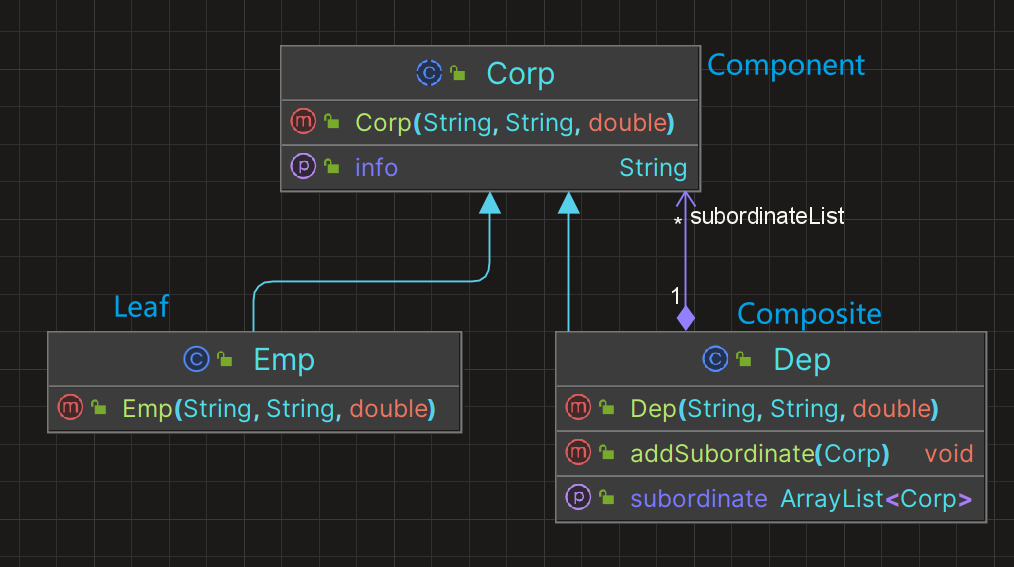 Corp
Component
Corp(String, String, double)
info String
* subordinateList
1
Leaf
Composite
Emp
Emp(String, String, double)
Dep
Dep(String, String, double)
addSubordinate(Corp) void
subordinate ArrayList<Corp>